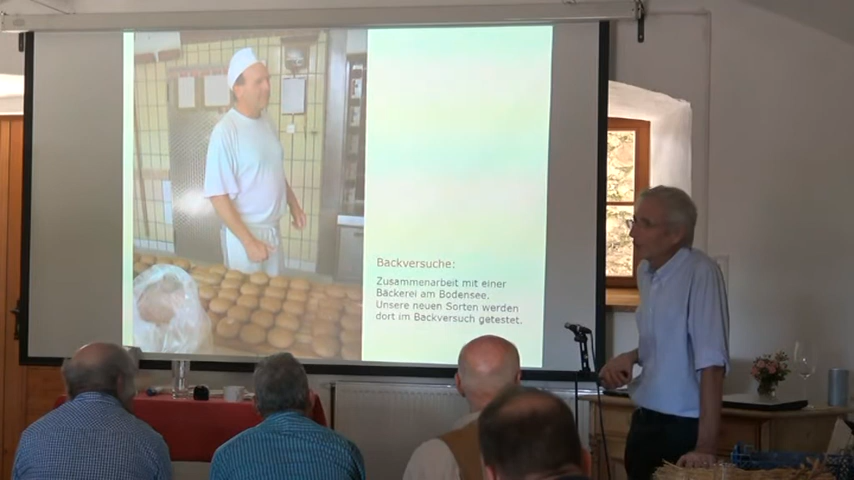 Backversuche:
Zusammenarbeit mit einer
Bäckerei am Bodensee.
Unsere neuen Sorten werden
dort im Backversuch getestet.